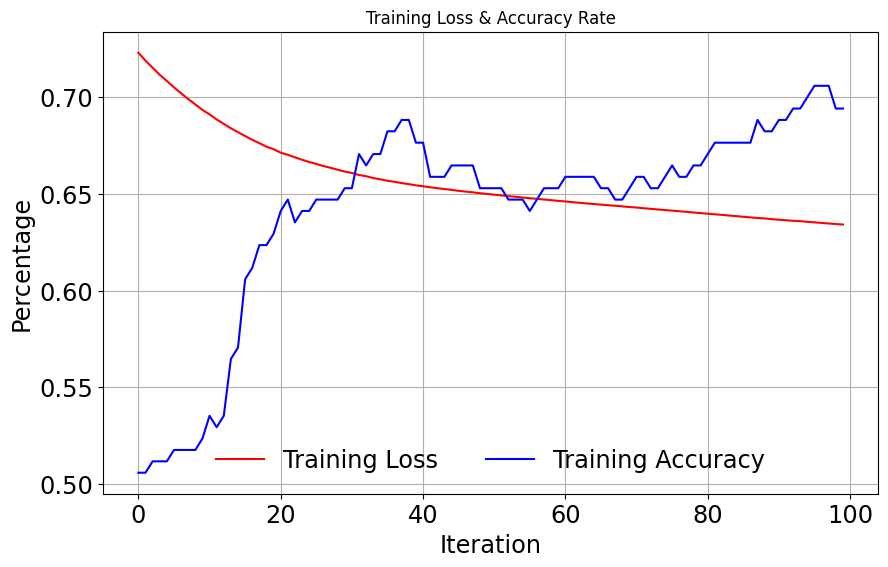 Training Loss & Accuracy Rate
Percentage
0.70
0.65
0.60
0.55
0.50
Training Loss
Training Accuracy
0 20 40 60 80 100
Iteration